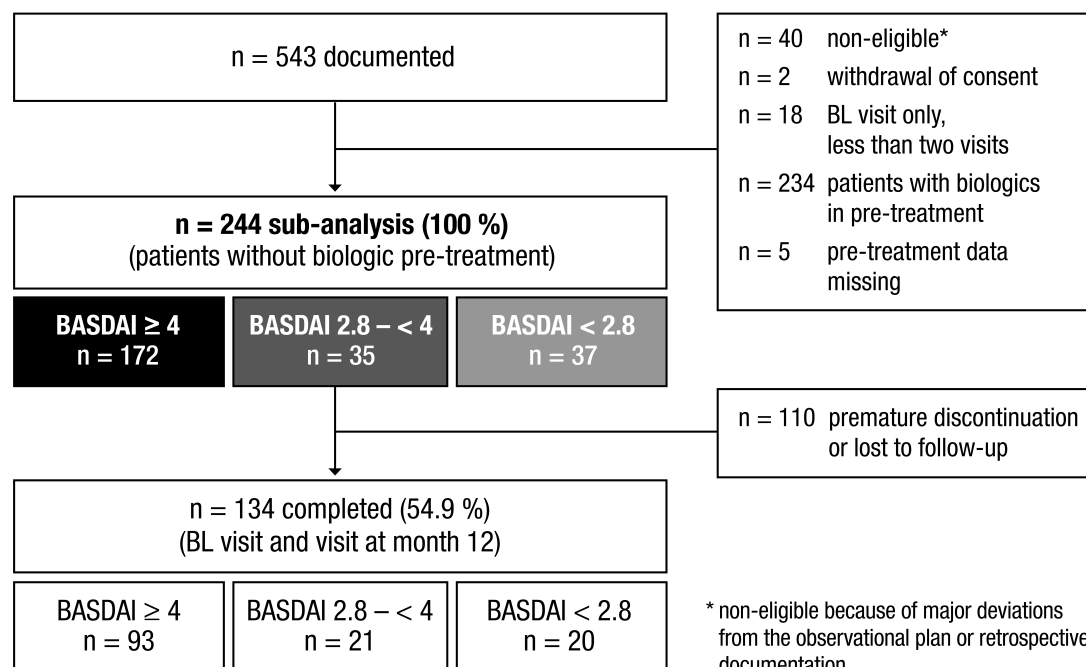 n = 543 documented
n = 40 non-eligible*
n = 2 withdrawal of consent
n = 18 BL visit only,
less than two visits
n = 234 patients with biologics
in pre-treatment
n = 5 pre-treatment data
missing
n = 244 sub-analysis (100 %)
(patients without biologic pre-treatment)
BASDAI ≥ 4
n = 172
BASDAI 2.8 – < 4
n = 35
BASDAI < 2.8
n = 37
n = 110 premature discontinuation
or lost to follow-up
n = 134 completed (54.9 %)
(BL visit and visit at month 12)
BASDAI ≥ 4
n = 93
BASDAI 2.8 – < 4
n = 21
BASDAI < 2.8
n = 20
* non-eligible because of major deviations
from the observational plan or retrospective
documentation